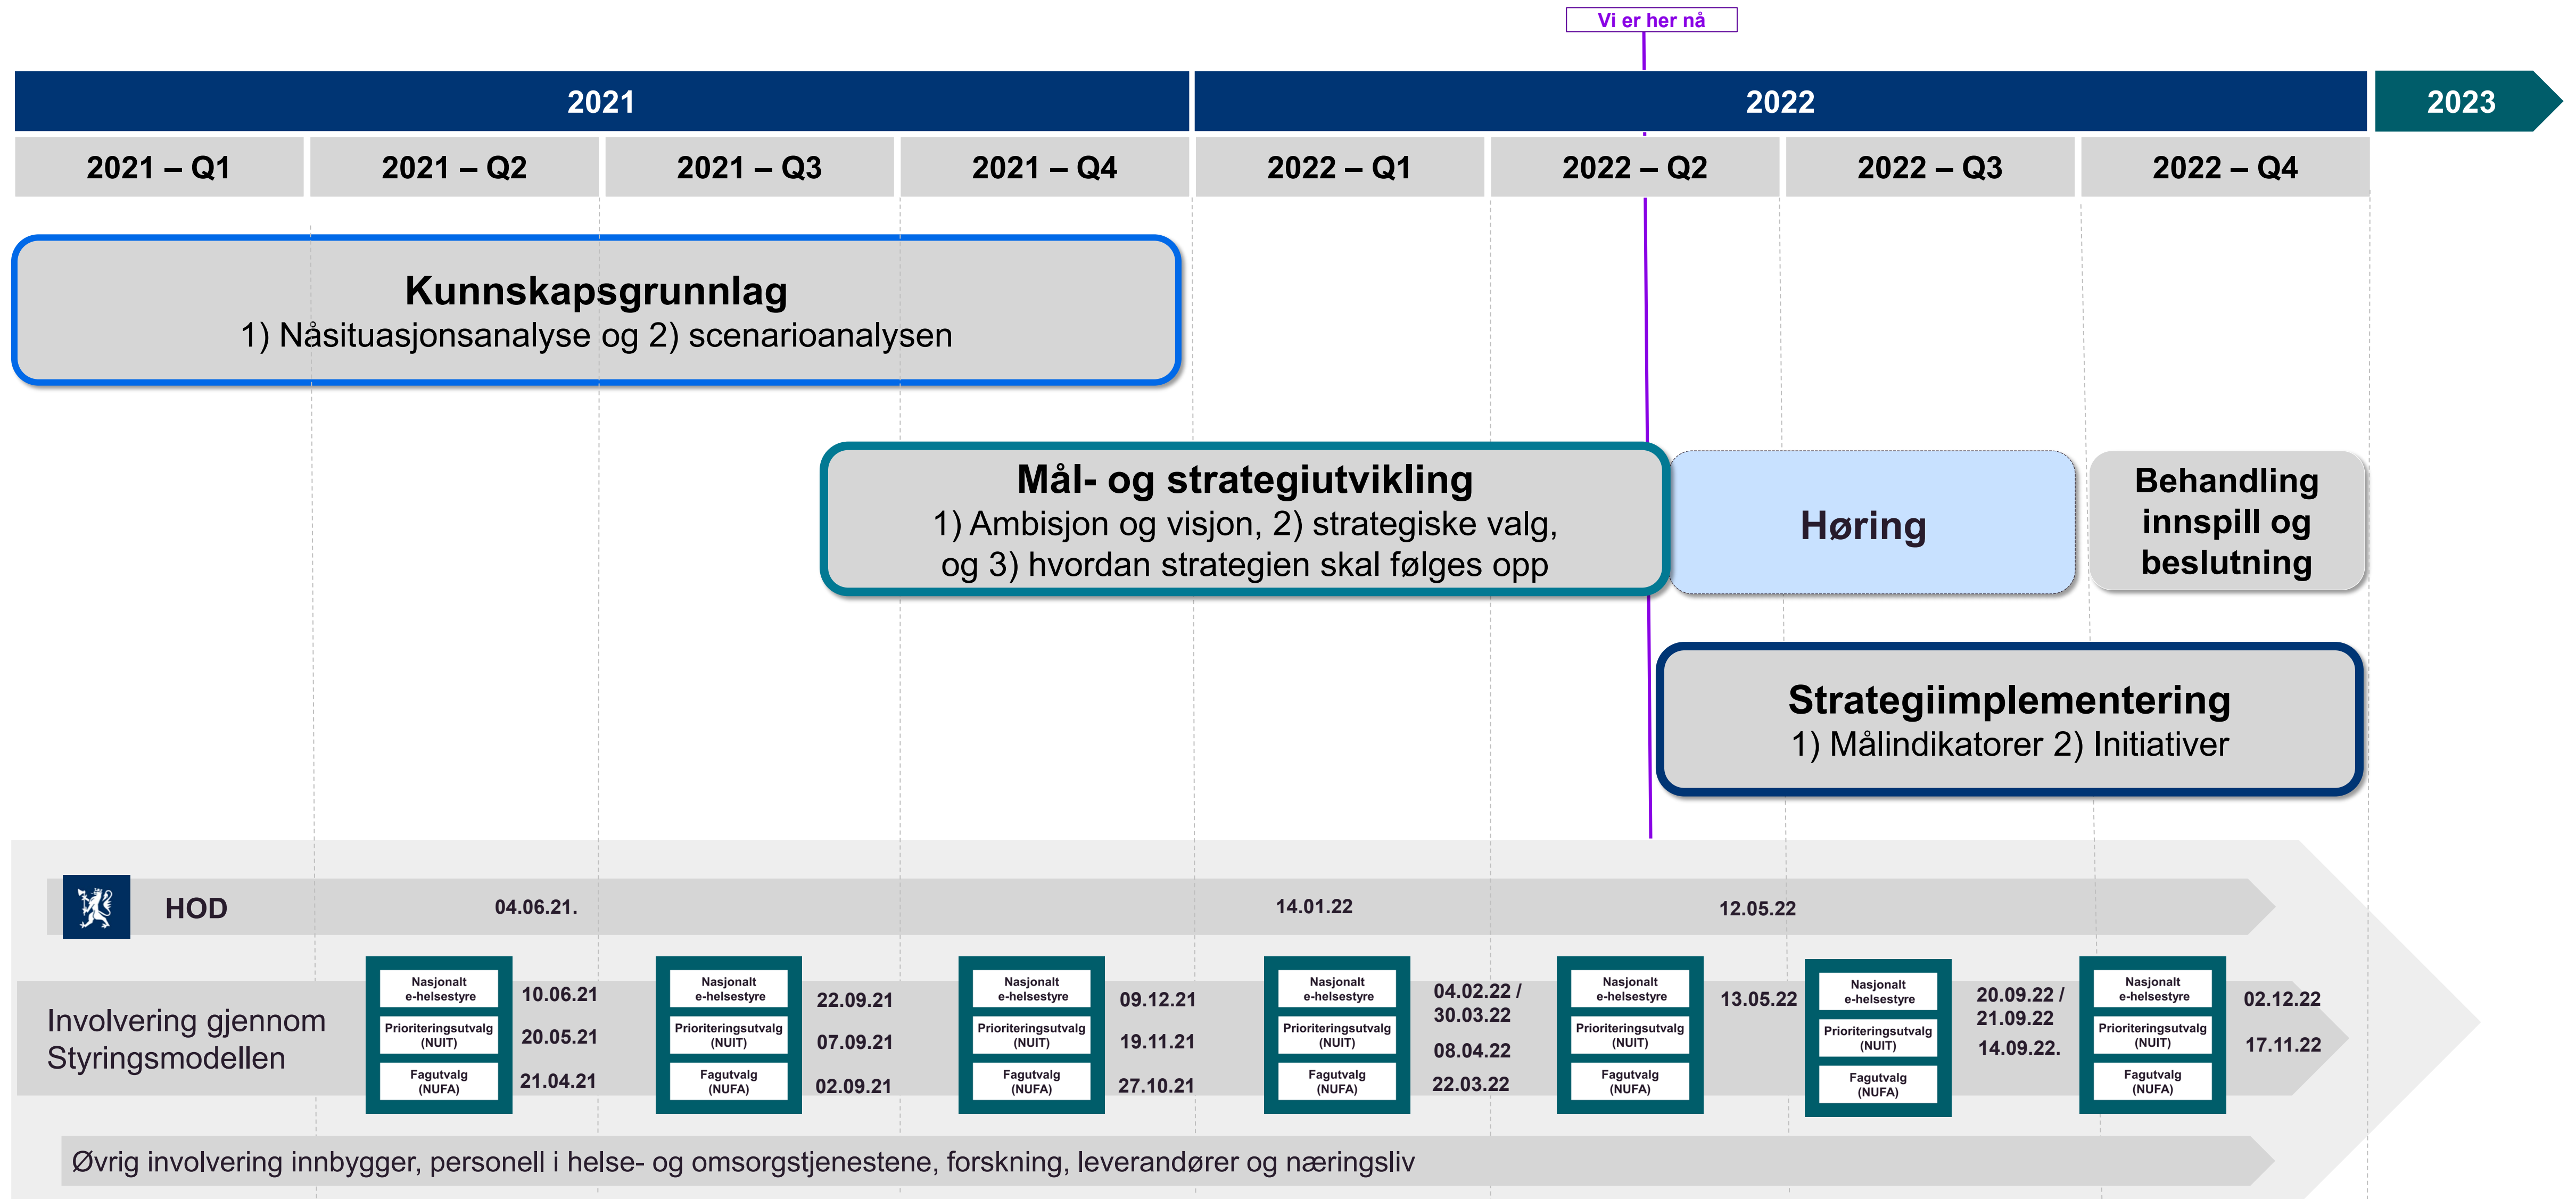 Vi er her nå
2021
2022
2023
2021 – Q1
2021 – Q2
2021 – Q3
2021 – Q4
2022 – Q1
2022 – Q2
2022 – Q3
2022 – Q4
Kunnskapsgrunnlag
1) Nåsituasjonsanalyse og 2) scenarioanalysen
Mål- og strategiutvikling
1) Ambisjon og visjon, 2) strategiske valg,
og 3) hvordan strategien skal følges opp
Høring
Behandling
innspill og
beslutning
Strategiimplementering
1) Målindikatorer 2) Initiativer
HOD
04.06.21.
14.01.22
12.05.22
Involvering gjennom
Styringsmodellen
Nasjonalt
e-helsestyre
Prioriteringsutvalg
(NUIT)
Fagutvalg
(NUFA)
10.06.21
20.05.21
21.04.21
Nasjonalt
e-helsestyre
Prioriteringsutvalg
(NUIT)
Fagutvalg
(NUFA)
22.09.21
07.09.21
02.09.21
Nasjonalt
e-helsestyre
Prioriteringsutvalg
(NUIT)
Fagutvalg
(NUFA)
09.12.21
19.11.21
27.10.21
Nasjonalt
e-helsestyre
Prioriteringsutvalg
(NUIT)
Fagutvalg
(NUFA)
04.02.22 /
30.03.22
08.04.22
22.03.22
Nasjonalt
e-helsestyre
Prioriteringsutvalg
(NUIT)
Fagutvalg
(NUFA)
13.05.22
Nasjonalt
e-helsestyre
Prioriteringsutvalg
(NUIT)
Fagutvalg
(NUFA)
20.09.22 /
21.09.22
14.09.22.
Nasjonalt
e-helsestyre
Prioriteringsutvalg
(NUIT)
Fagutvalg
(NUFA)
02.12.22
17.11.22
Øvrig involvering innbygger, personell i helse- og omsorgstjenestene, forskning, leverandører og næringsliv